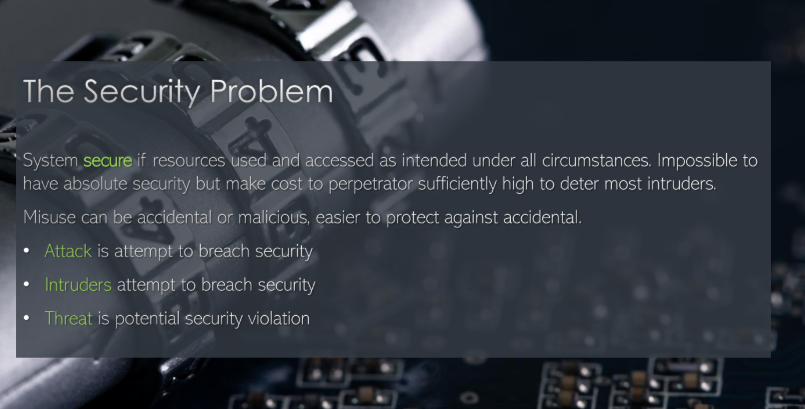 The Security Problem
System secure if resources used and accessed as intended under all circumstances. Impossible to
have absolute security but make cost to perpetrator sufficiently high to deter most intruders.
Misuse can be accidental or malicious, easier to protect against accidental.
• Attack is attempt to breach security
• Intruders attempt to breach security
• Threat is potential security violation